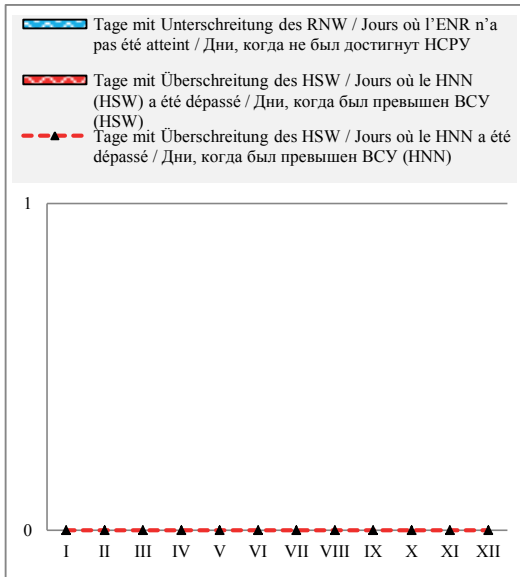 Tage mit Unterschreitung des RNW / Jours où l’ENR n’a
pas été atteint / Дни, когда не был достигнут НСРУ
Tage mit Überschreitung des HSW / Jours où le HNN
(HSW) a été dépassé / Дни, когда был превышен ВСУ
(HSW)
Tage mit Überschreitung des HSW / Jours où le HNN a été
dépassé / Дни, когда был превышен ВСУ (HNN)
1
0
I II III IV V VI VII VIII IX X XI XII